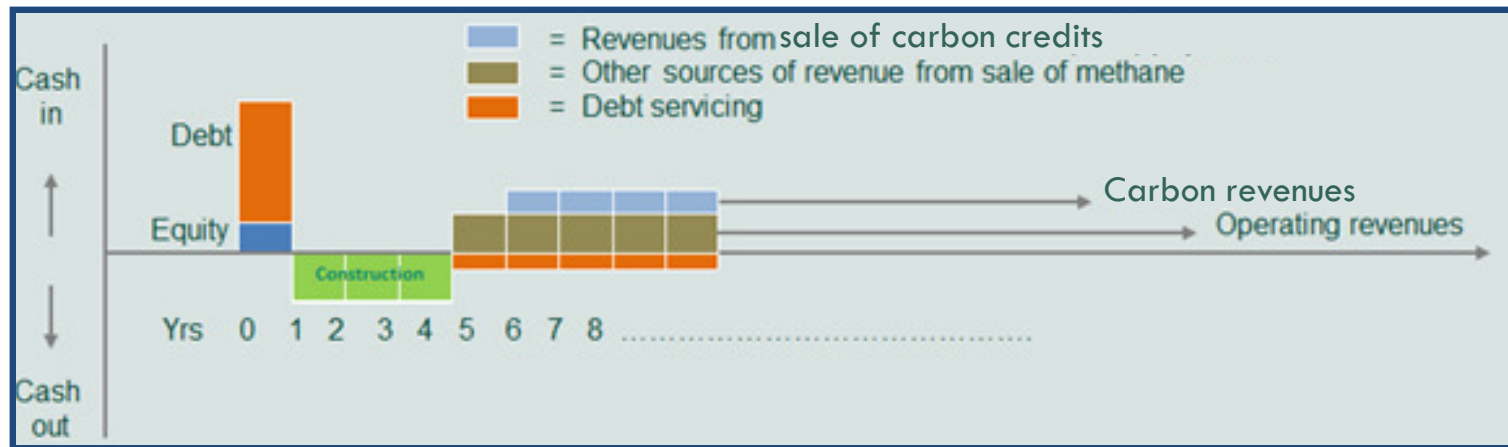 = Revenues from sale of carbon credits
= Other sources of revenue from sale of methane
= Debt servicing
Cash
in
Debt
Equity
Carbon revenues
Operating revenues
Construction
Yrs 0 1 2 3 4 5 6 7 8 ............................................
Cash
out